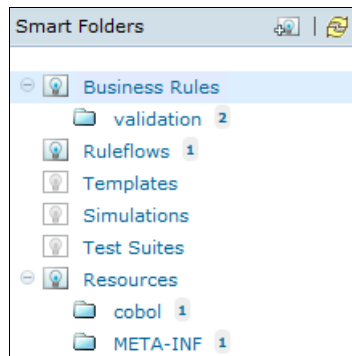 Smart Folders
Business Rules
validation 2
Ruleflows 1
Templates
Simulations
Test Suites
Resources
cobol 1
META-INF 1